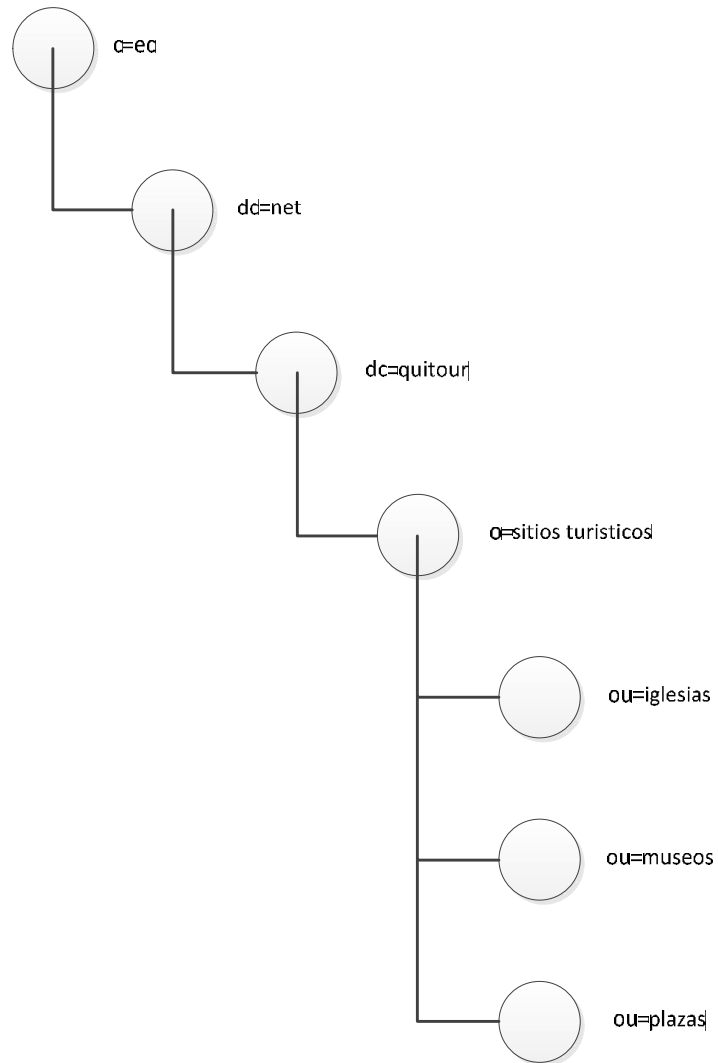 c=ec
dc=net
dc=quitour
o=sitios turisticos
ou=iglesias
ou=museos
ou=plazas